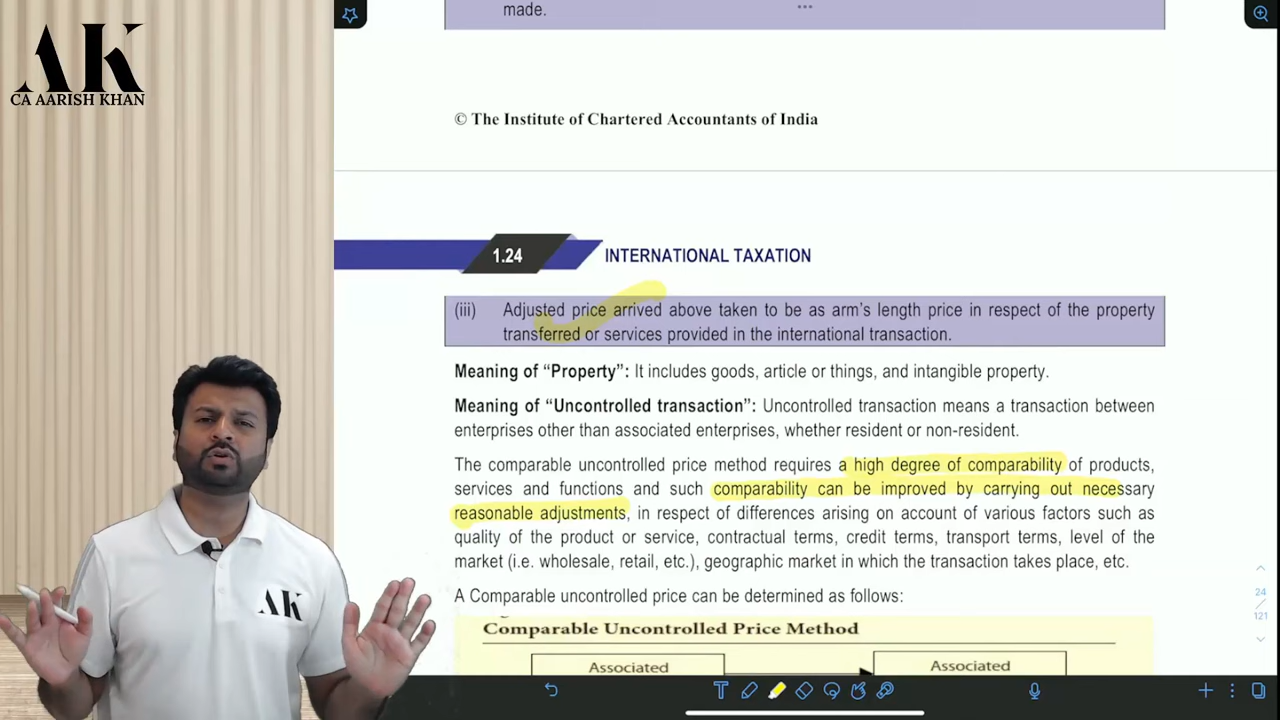 AK
CA AARISH KHAN
made.
© The Institute of Chartered Accountants of India
1.24
INTERNATIONAL TAXATION
(iii) Adjusted price arrived above taken to be as arm's length price in respect of the property
transferred or services provided in the international transaction.
Meaning of “Property”: It includes goods, article or things, and intangible property.
Meaning of “Uncontrolled transaction”: Uncontrolled transaction means a transaction between
enterprises other than associated enterprises, whether resident or non-resident.
The comparable uncontrolled price method requires a high degree of comparability of products,
services and functions and such comparability can be improved by carrying out necessary
reasonable adjustments, in respect of differences arising on account of various factors such as
quality of the product or service, contractual terms, credit terms, transport terms, level of the
market (i.e. wholesale, retail, etc.), geographic market in which the transaction takes place, etc.
A Comparable uncontrolled price can be determined as follows:
Comparable Uncontrolled Price Method
Associated
Associated
AK
24
/
121